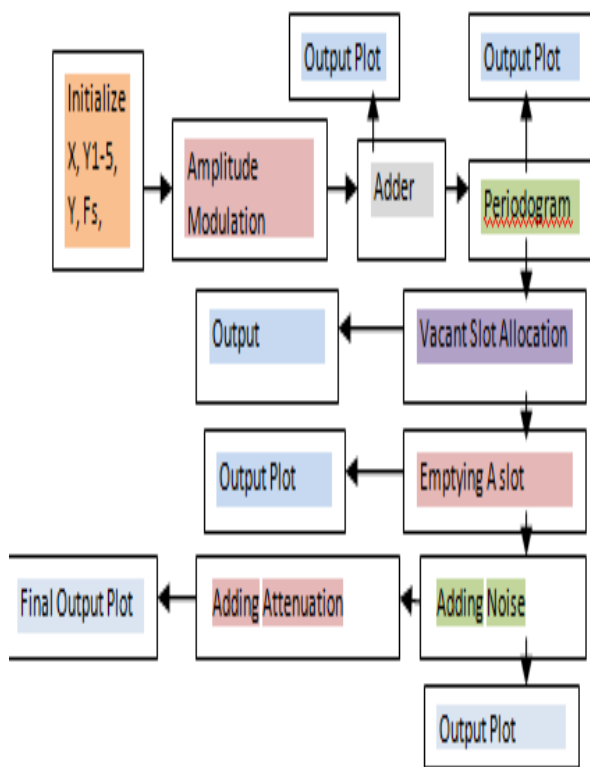 Output Plot
Output Plot
Initialize
X, Y1-5,
Y, Fs,
Amplitude
Modulation
Adder
Periodogram
Output
Vacant Slot Allocation
Output Plot
Emptying A slot
Final Output Plot
Adding Attenuation
Adding Noise
Output Plot